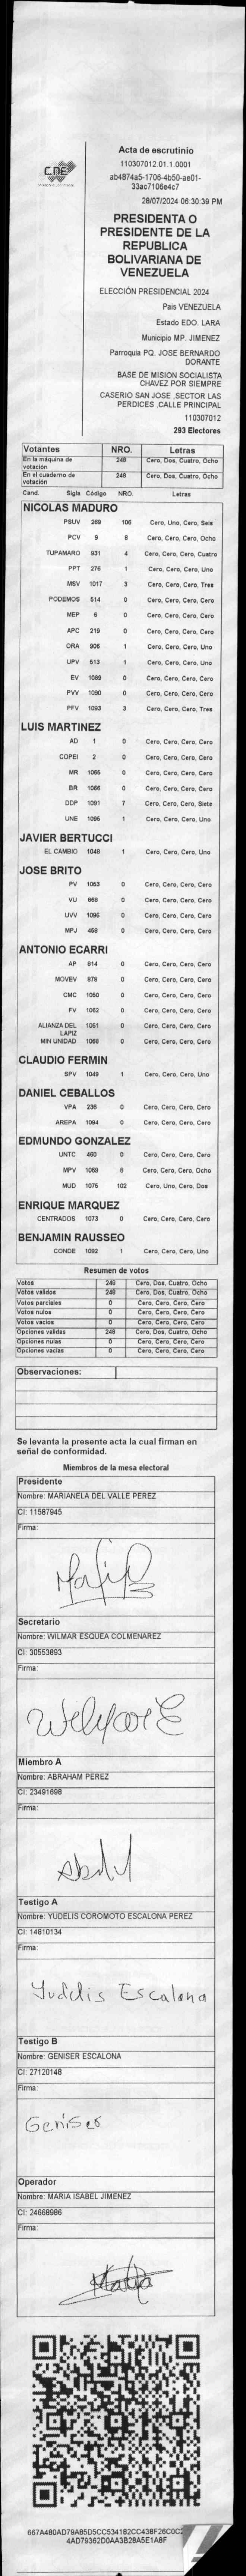 CNE
Acta de escrutinio
110307012.01.1.0001
ab4874a5-1706-4b50-ae01-
33ac7106e4c7
28/07/2024 06:30:39 PM
PRESIDENTA O
PRESIDENTE DE LA
REPUBLICA
BOLIVARIANA DE
VENEZUELA
ELECCIÓN PRESIDENCIAL 2024
Pais VENEZUELA
Estado EDO. LARA
Municipio MP. JIMENEZ
Parroquia PQ. JOSE BERNARDO
DORANTE
BASE DE MISION SOCIALISTA
CHAVEZ POR SIEMPRE
CASERIO SAN JOSE .SECTOR LAS
PERDICES .CALLE PRINCIPAL
110307012
293 Electores
Votantes NRO. Letras
En la máquina de votación 248 Cero, Dos, Cuatro, Ocho
En el cuaderno de votación 248 Cero, Dos, Cuatro, Ocho
Cand. Sigla Código NRO. Letras
NICOLAS MADURO
PSUV 269 106 Cero, Uno, Cero, Seis
PCV 9 8 Cero, Cero, Cero, Ocho
TUPAMARO 931 4 Cero, Cero, Cero, Cuatro
PPT 276 1 Cero, Cero, Cero, Uno
MSV 1017 3 Cero, Cero, Cero, Tres
PODEMOS 514 0 Cero, Cero, Cero, Cero
MEP 6 0 Cero, Cero, Cero, Cero
APC 219 0 Cero, Cero, Cero, Cero
ORA 906 1 Cero, Cero, Cero, Uno
UPV 613 1 Cero, Cero, Cero, Uno
EV 1089 0 Cero, Cero, Cero, Cero
PVV 1090 0 Cero, Cero, Cero, Cero
PFV 1093 3 Cero, Cero, Cero, Tres
LUIS MARTINEZ
AD 1 0 Cero, Cero, Cero, Cero
COPEI 2 0 Cero, Cero, Cero, Cero
MR 1065 0 Cero, Cero, Cero, Cero
BR 1066 0 Cero, Cero, Cero, Cero
DDP 1091 7 Cero, Cero, Cero, Siete
UNE 1095 1 Cero, Cero, Cero, Uno
JAVIER BERTUCCI
EL CAMBIO 1048 1 Cero, Cero, Cero, Uno
JOSE BRITO
PV 1063 0 Cero, Cero, Cero, Cero
VU 868 0 Cero, Cero, Cero, Cero
UVV 1096 0 Cero, Cero, Cero, Cero
MPJ 458 0 Cero, Cero, Cero, Cero
ANTONIO ECARRI
AP 814 0 Cero, Cero, Cero, Cero
MOVEV 878 0 Cero, Cero, Cero, Cero
CMC 1050 0 Cero, Cero, Cero, Cero
FV 1062 0 Cero, Cero, Cero, Cero
ALIANZA DEL LAPIZ 1051 0 Cero, Cero, Cero, Cero
MIN UNIDAD 1068 0 Cero, Cero, Cero, Cero
CLAUDIO FERMIN
SPV 1049 1 Cero, Cero, Cero, Uno
DANIEL CEBALLOS
VPA 236 0 Cero, Cero, Cero, Cero
AREPA 1094 0 Cero, Cero, Cero, Cero
EDMUNDO GONZALEZ
UNTC 460 0 Cero, Cero, Cero, Cero
MPV 1069 8 Cero, Cero, Cero, Ocho
MUD 1075 102 Cero, Uno, Cero, Dos
ENRIQUE MARQUEZ
CENTRADOS 1073 0 Cero, Cero, Cero, Cero
BENJAMIN RAUSSEO
CONDE 1092 1 Cero, Cero, Cero, Uno
Resumen de votos
Votos 248 Cero, Dos, Cuatro, Ocho
Votos validos 248 Cero, Dos, Cuatro, Ocho
Votos parciales 0 Cero, Cero, Cero, Cero
Votos nulos 0 Cero, Cero, Cero, Cero
Votos vacios 0 Cero, Cero, Cero, Cero
Opciones validas 248 Cero, Dos, Cuatro, Ocho
Opciones nulas 0 Cero, Cero, Cero, Cero
Opciones vacias 0 Cero, Cero, Cero, Cero
Observaciones:
Se levanta la presente acta la cual firman en
señal de conformidad.
Miembros de la mesa electoral
Presidente
Nombre: MARIANELA DEL VALLE PEREZ
CI: 11587945
Firma:
Secretario
Nombre: WILMAR ESQUEA COLMENAREZ
CI: 30553893
Firma:
Miembro A
Nombre: ABRAHAM PEREZ
CI: 23491698
Firma:
Testigo A
Nombre: YUDELIS COROMOTO ESCALONA PEREZ
CI: 14810134
Firma:
Yudelis Escalona
Testigo B
Nombre: GENISER ESCALONA
CI: 27120148
Firma:
Geniser
Operador
Nombre: MARIA ISABEL JIMENEZ
CI: 24668986
Firma:
4AD79362D0AA3B28A5E1A8F